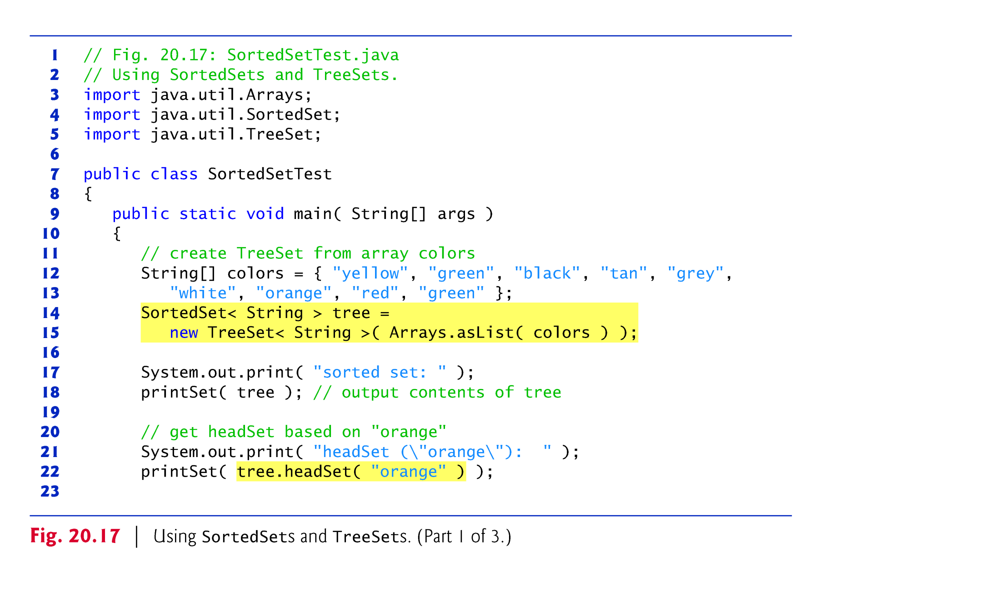 1 // Fig. 20.17: SortedSetTest.java
2 // Using SortedSets and TreeSets.
3 import java.util.Arrays;
4 import java.util.SortedSet;
5 import java.util.TreeSet;
6
7 public class SortedSetTest
8 {
9    public static void main( String[] args )
10    {
11       // create TreeSet from array colors
12       String[] colors = { "yellow", "green", "black", "tan", "grey",
13          "white", "orange", "red", "green" };
14       SortedSet< String > tree =
15          new TreeSet< String >( Arrays.asList( colors ) );
16
17       System.out.print( "sorted set: " );
18       printSet( tree ); // output contents of tree
19
20       // get headSet based on "orange"
21       System.out.print( "headSet (\"orange\"):  " );
22       printSet( tree.headSet( "orange" ) );
23
Fig. 20.17 | Using SortedSets and TreeSets. (Part 1 of 3.)